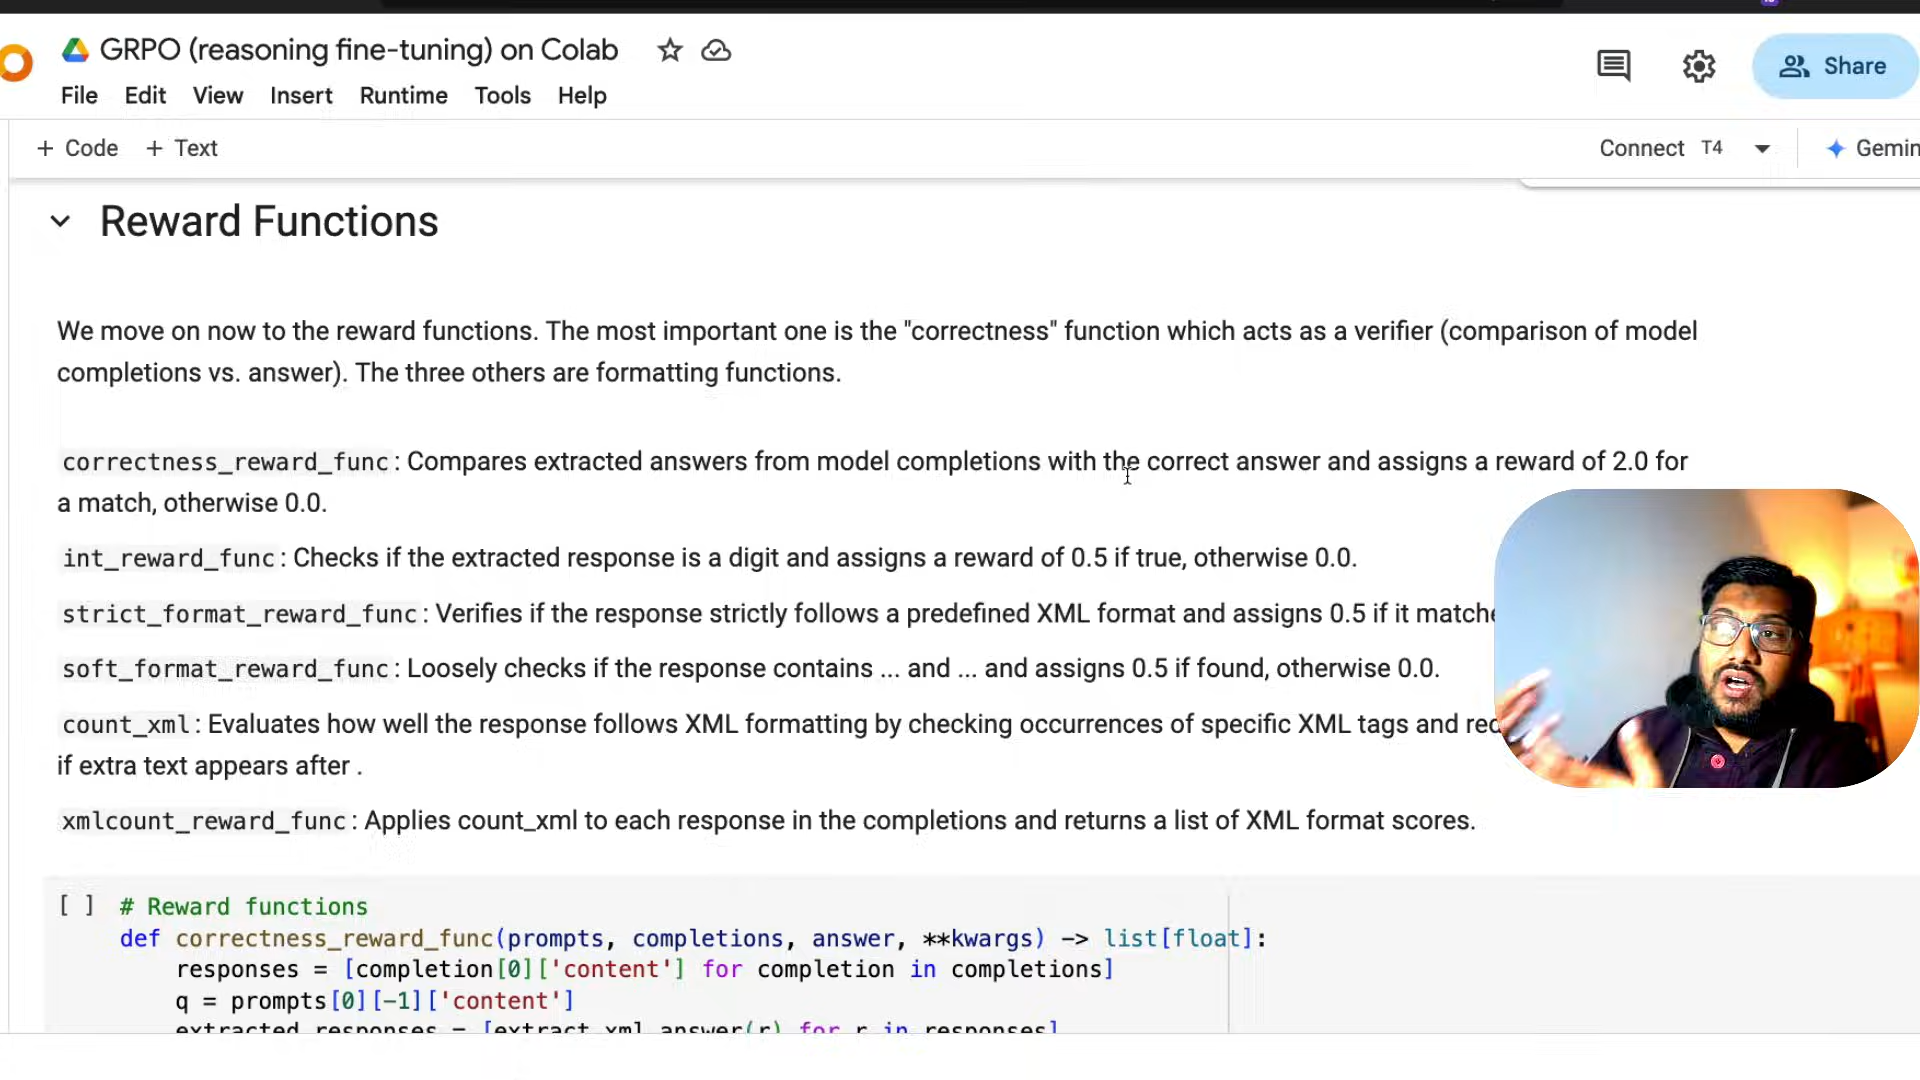 GRPO (reasoning fine-tuning) on Colab
File Edit View Insert Runtime Tools Help
Share
+ Code + Text
Connect T4
Gemin
Reward Functions
We move on now to the reward functions. The most important one is the "correctness" function which acts as a verifier (comparison of model
completions vs. answer). The three others are formatting functions.
correctness_reward_func: Compares extracted answers from model completions with the correct answer and assigns a reward of 2.0 for
a match, otherwise 0.0.
int_reward_func: Checks if the extracted response is a digit and assigns a reward of 0.5 if true, otherwise 0.0.
strict_format_reward_func: Verifies if the response strictly follows a predefined XML format and assigns 0.5 if it matche
soft_format_reward_func: Loosely checks if the response contains ... and ... and assigns 0.5 if found, otherwise 0.0.
count_xml: Evaluates how well the response follows XML formatting by checking occurrences of specific XML tags and
if extra text appears after .
xmlcount_reward_func: Applies count_xml to each response in the completions and returns a list of XML format scores.
[ ] # Reward functions
def correctness_reward_func(prompts, completions, answer, **kwargs) -> list[float]:
responses = [completion[0]['content'] for completion in completions]
q = prompts[0][-1]['content']
extracted_responses = [extract_xml_answer(r) for r in responses]